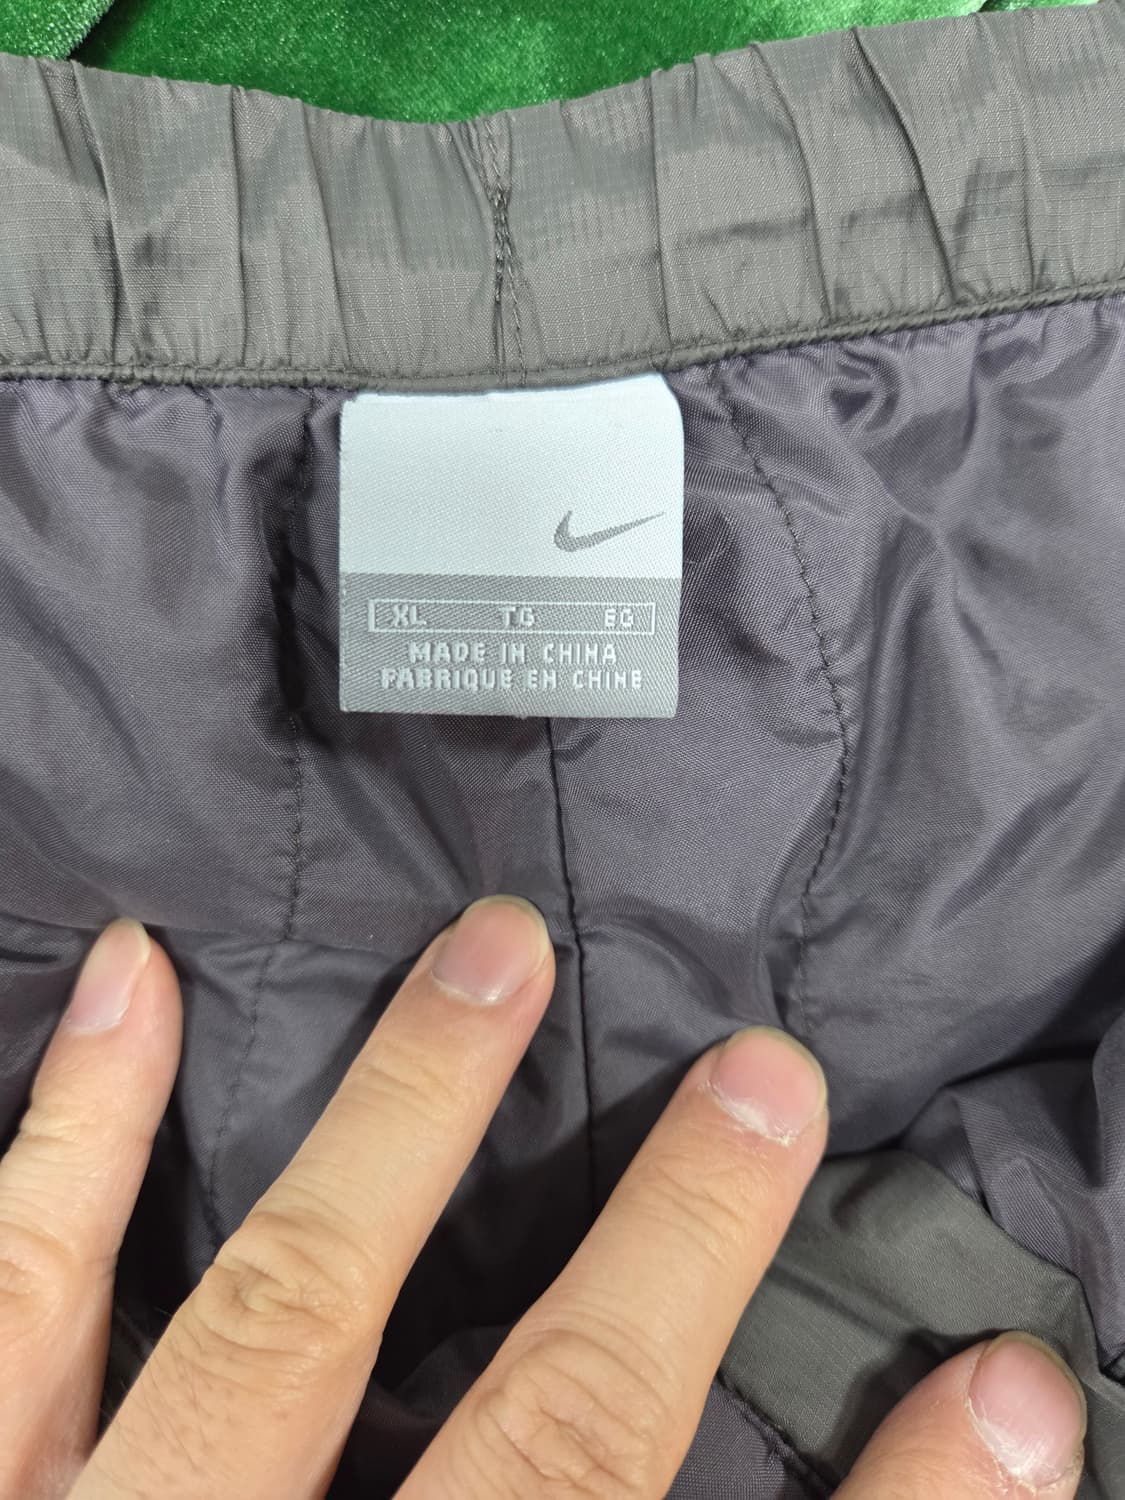 XL TG EG
MADE IN CHINA
FABRIQUE EN CHINE